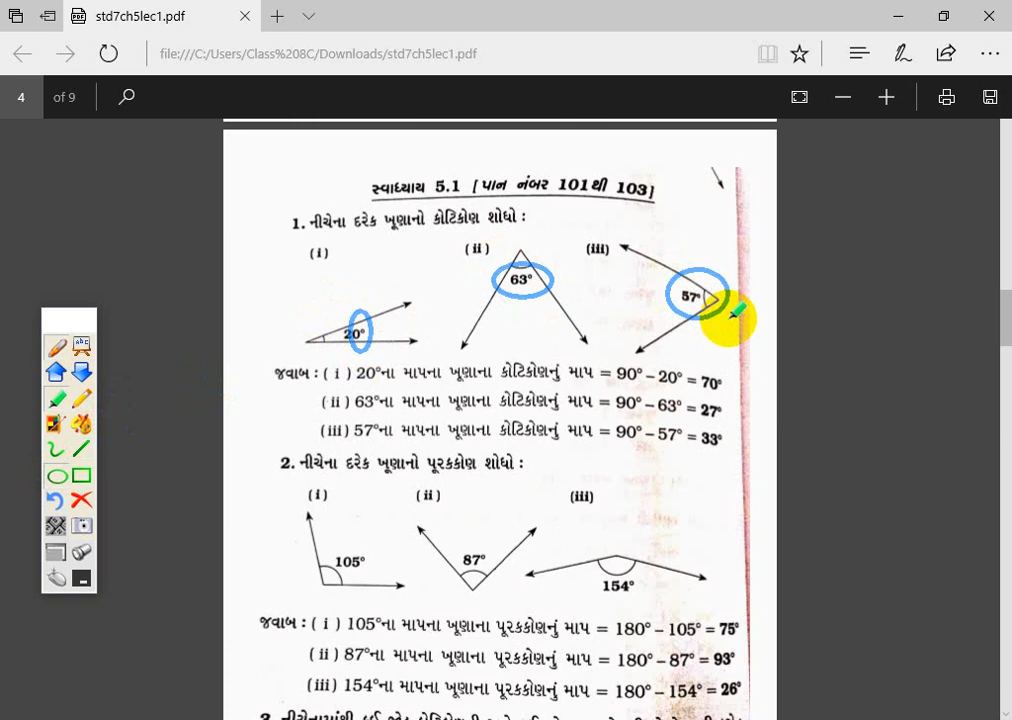 std7ch5lec1.pdf
file:///C:/Users/Class%208C/Downloads/std7ch5lec1.pdf
4 of 9
સ્વાધ્યાય 5.1 [પાન નંબર 101થી 103]
1. નીચેના દરેક ખૂણાનો કોટિકોણ શોધો :
(i) (ii) (iii)
63°
57°
20°
જવાબ : (i) 20°ના માપના ખૂણાના કોટિકોણનું માપ = 90° – 20° = 70°
(ii) 63°ના માપના ખૂણાના કોટિકોણનું માપ = 90° – 63° = 27°
(iii) 57°ના માપના ખૂણાના કોટિકોણનું માપ = 90° – 57° = 33°
2. નીચેના દરેક ખૂણાનો પૂરકકોણ શોધો :
(i) (ii) (iii)
105° 87° 154°
જવાબ : (i) 105°ના માપના ખૂણાના પૂરકકોણનું માપ = 180° – 105° = 75°
(ii) 87°ના માપના ખૂણાના પૂરકકોણનું માપ = 180° – 87° = 93°
(iii) 154°ના માપના ખૂણાના પૂરકકોણનું માપ = 180° – 154° = 26°